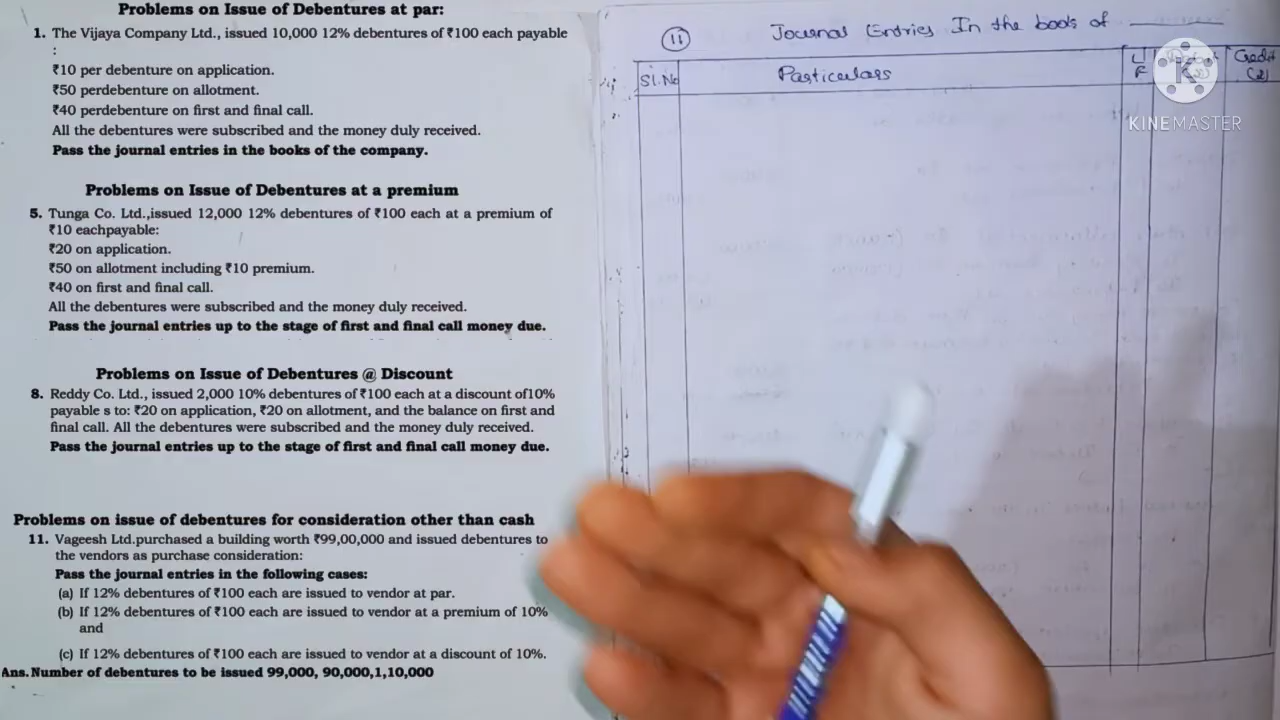 Problems on Issue of Debentures at par:
1. The Vijaya Company Ltd., issued 10,000 12% debentures of ₹100 each payable
:
₹10 per debenture on application.
₹50 perdebenture on allotment.
₹40 perdebenture on first and final call.
All the debentures were subscribed and the money duly received.
Pass the journal entries in the books of the company.
Problems on Issue of Debentures at a premium
5. Tunga Co. Ltd.,issued 12,000 12% debentures of ₹100 each at a premium of
₹10 eachpayable:
₹20 on application.
₹50 on allotment including ₹10 premium.
₹40 on first and final call.
All the debentures were subscribed and the money duly received.
Pass the journal entries up to the stage of first and final call money due.
Problems on Issue of Debentures @ Discount
8. Reddy Co. Ltd., issued 2,000 10% debentures of ₹100 each at a discount of10%
payable s to: ₹20 on application, ₹20 on allotment, and the balance on first and
final call. All the debentures were subscribed and the money duly received.
Pass the journal entries up to the stage of first and final call money due.
Problems on issue of debentures for consideration other than cash
11. Vageesh Ltd.purchased a building worth ₹99,00,000 and issued debentures to
the vendors as purchase consideration:
Pass the journal entries in the following cases:
(a) If 12% debentures of ₹100 each are issued to vendor at par.
(b) If 12% debentures of ₹100 each are issued to vendor at a premium of 10%
and
(c) If 12% debentures of ₹100 each are issued to vendor at a discount of 10%.
Ans. Number of debentures to be issued 99,000, 90,000,1,10,000
11 Journal Entries In the books of
Sl.No Particulars L F Credit (₹)
K
KINEMASTER